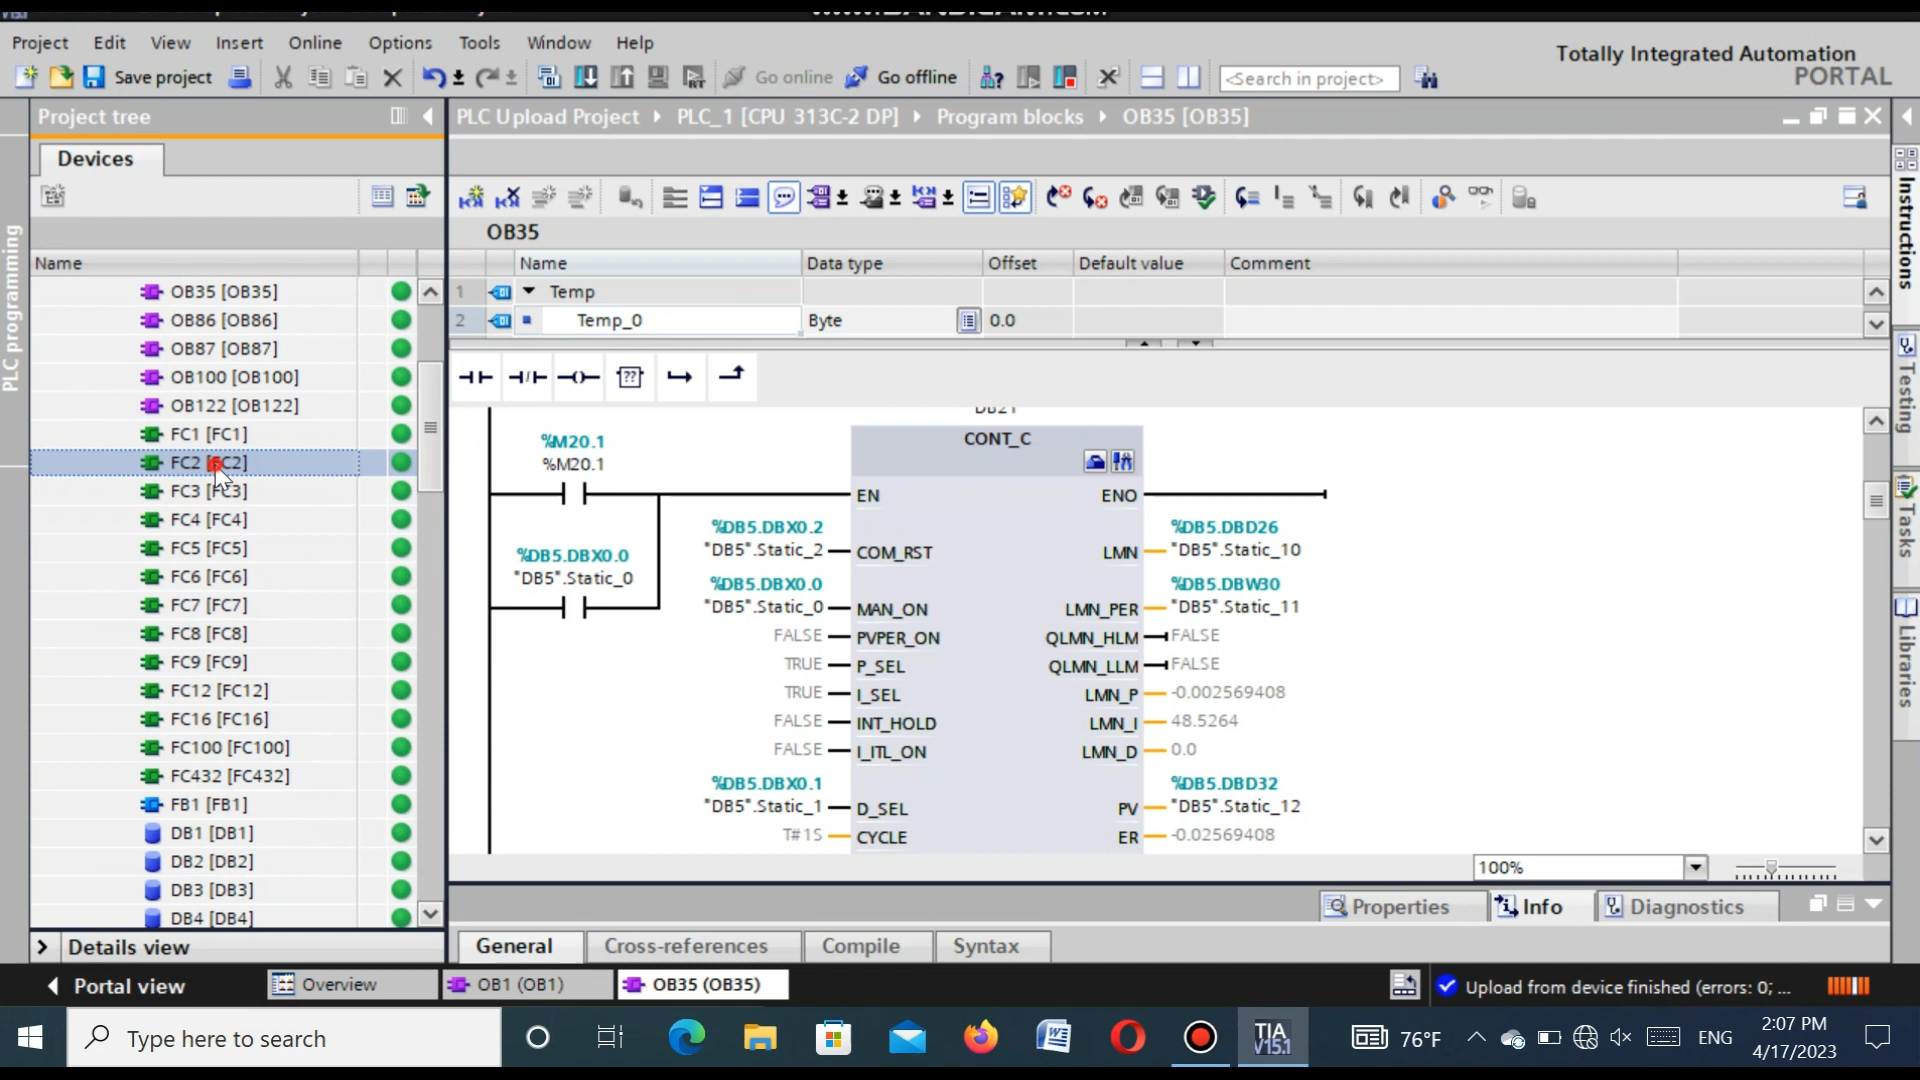 Project Edit View Insert Online Options Tools Window Help
Totally Integrated Automation
PORTAL
Save project
Go online
Go offline
<Search in project>
Project tree
PLC Upload Project PLC_1 [CPU 313C-2 DP] Program blocks OB35 [OB35]
Devices
PLC programming
Instructions
Testing
Tasks
Libraries
OB35
Name
Name Data type Offset Default value Comment
OB35 [OB35]
OB86 [OB86]
OB87 [OB87]
OB100 [OB100]
OB122 [OB122]
FC1 [FC1]
FC2 [FC2]
FC3 [FC3]
FC4 [FC4]
FC5 [FC5]
FC6 [FC6]
FC7 [FC7]
FC8 [FC8]
FC9 [FC9]
FC12 [FC12]
FC16 [FC16]
FC100 [FC100]
FC432 [FC432]
FB1 [FB1]
DB1 [DB1]
DB2 [DB2]
DB3 [DB3]
DB4 [DB4]
1 Temp
2 Temp_0 Byte 0.0
??
DB21
CONT_C
%M20.1
%M20.1
EN ENO
%DB5.DBX0.0
"DB5".Static_0
%DB5.DBX0.2
"DB5".Static_2 COM_RST
%DB5.DBX0.0
"DB5".Static_0 MAN_ON
FALSE PVPER_ON
TRUE P_SEL
TRUE I_SEL
FALSE INT_HOLD
FALSE I_ITL_ON
%DB5.DBX0.1
"DB5".Static_1 D_SEL
T#1S CYCLE
%DB5.DBD26
LMN "DB5".Static_10
%DB5.DBW30
LMN_PER "DB5".Static_11
QLMN_HLM FALSE
QLMN_LLM FALSE
LMN_P -0.002569408
LMN_I 48.5264
LMN_D 0.0
%DB5.DBD32
PV "DB5".Static_12
ER -0.02569408
100%
Properties Info Diagnostics
Details view
General Cross-references Compile Syntax
Portal view Overview OB1 (OB1) OB35 (OB35)
Upload from device finished (errors: 0; ...
Type here to search
TIA
V15.1
76°F
ENG
2:07 PM
4/17/2023